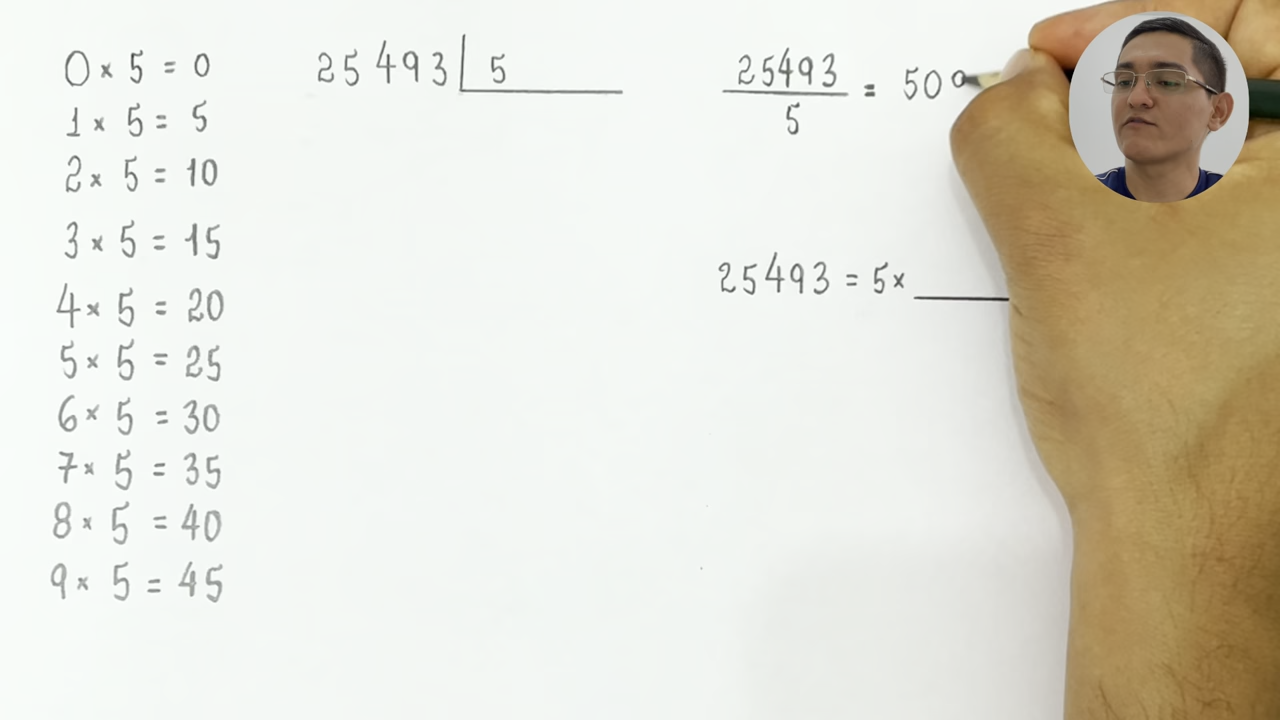 0 × 5 = 0
1 × 5 = 5
2 × 5 = 10
3 × 5 = 15
4 × 5 = 20
5 × 5 = 25
6 × 5 = 30
7 × 5 = 35
8 × 5 = 40
9 × 5 = 45
25493 5
25493
5
= 50
25493 = 5 ×